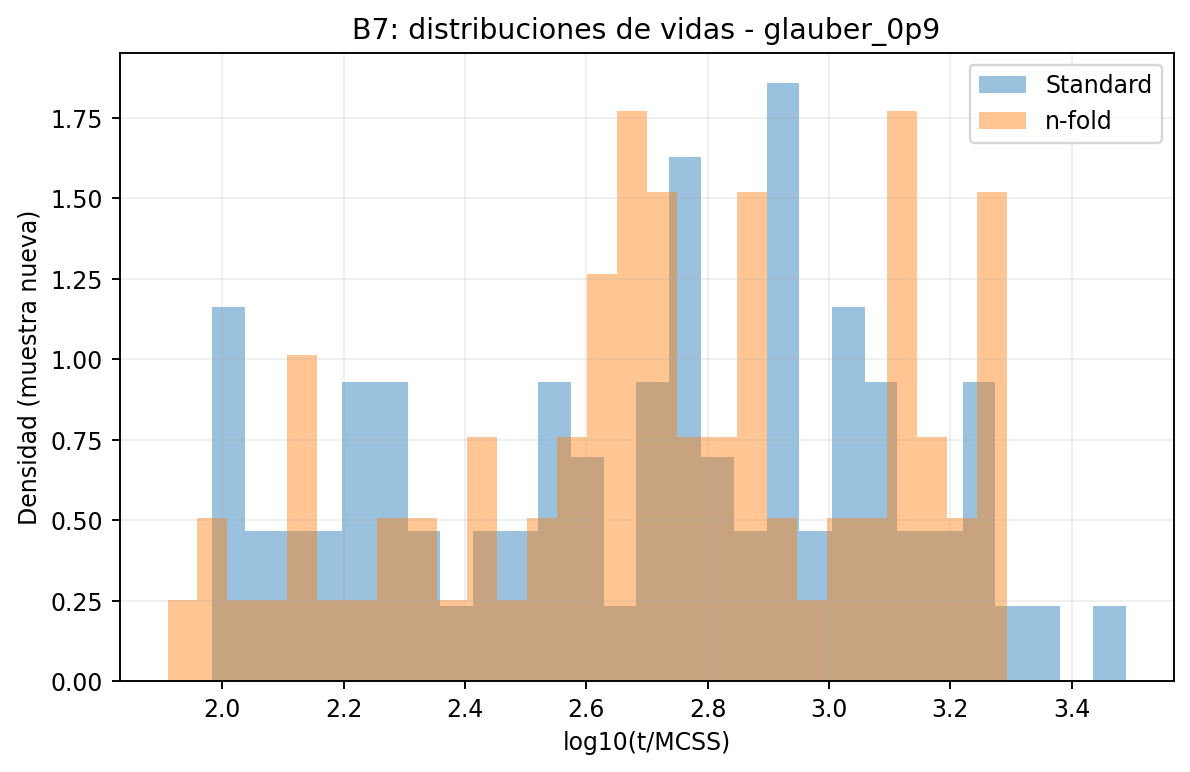 B7: distribuciones de vidas - glauber_0p9
Standard
n-fold
Densidad (muestra nueva)
1.75
1.50
1.25
1.00
0.75
0.50
0.25
0.00
2.0 2.2 2.4 2.6 2.8 3.0 3.2 3.4
log10(t/MCSS)